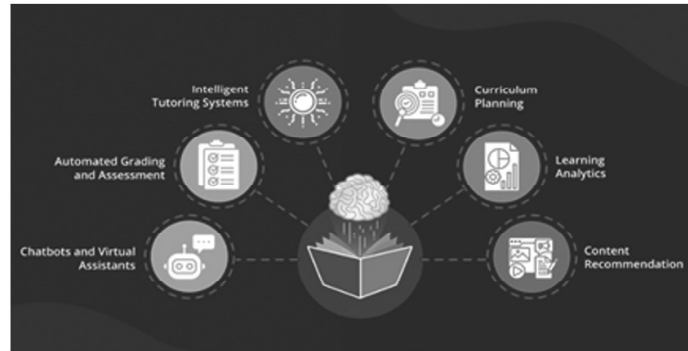 Intelligent
Tutoring Systems
Curriculum
Planning
Automated Grading
and Assessment
Learning
Analytics
Chatbots and Virtual
Assistants
Content
Recommendation